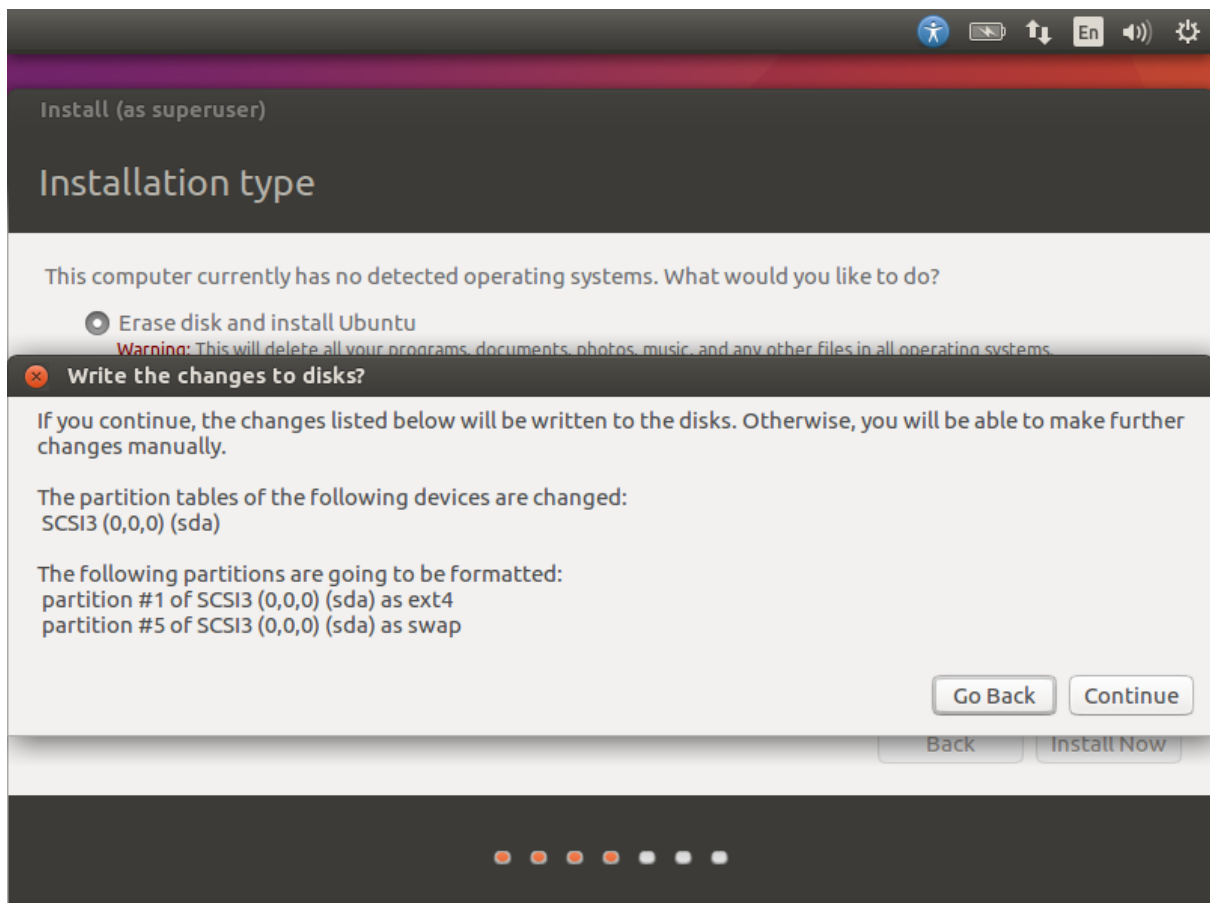 En
Install (as superuser)
Installation type
This computer currently has no detected operating systems. What would you like to do?
Erase disk and install Ubuntu
Warning: This will delete all your programs, documents, photos, music, and any other files in all operating systems.
Write the changes to disks?
If you continue, the changes listed below will be written to the disks. Otherwise, you will be able to make further
changes manually.
The partition tables of the following devices are changed:
SCSI3 (0,0,0) (sda)
The following partitions are going to be formatted:
partition #1 of SCSI3 (0,0,0) (sda) as ext4
partition #5 of SCSI3 (0,0,0) (sda) as swap
Go Back Continue
Back Install Now